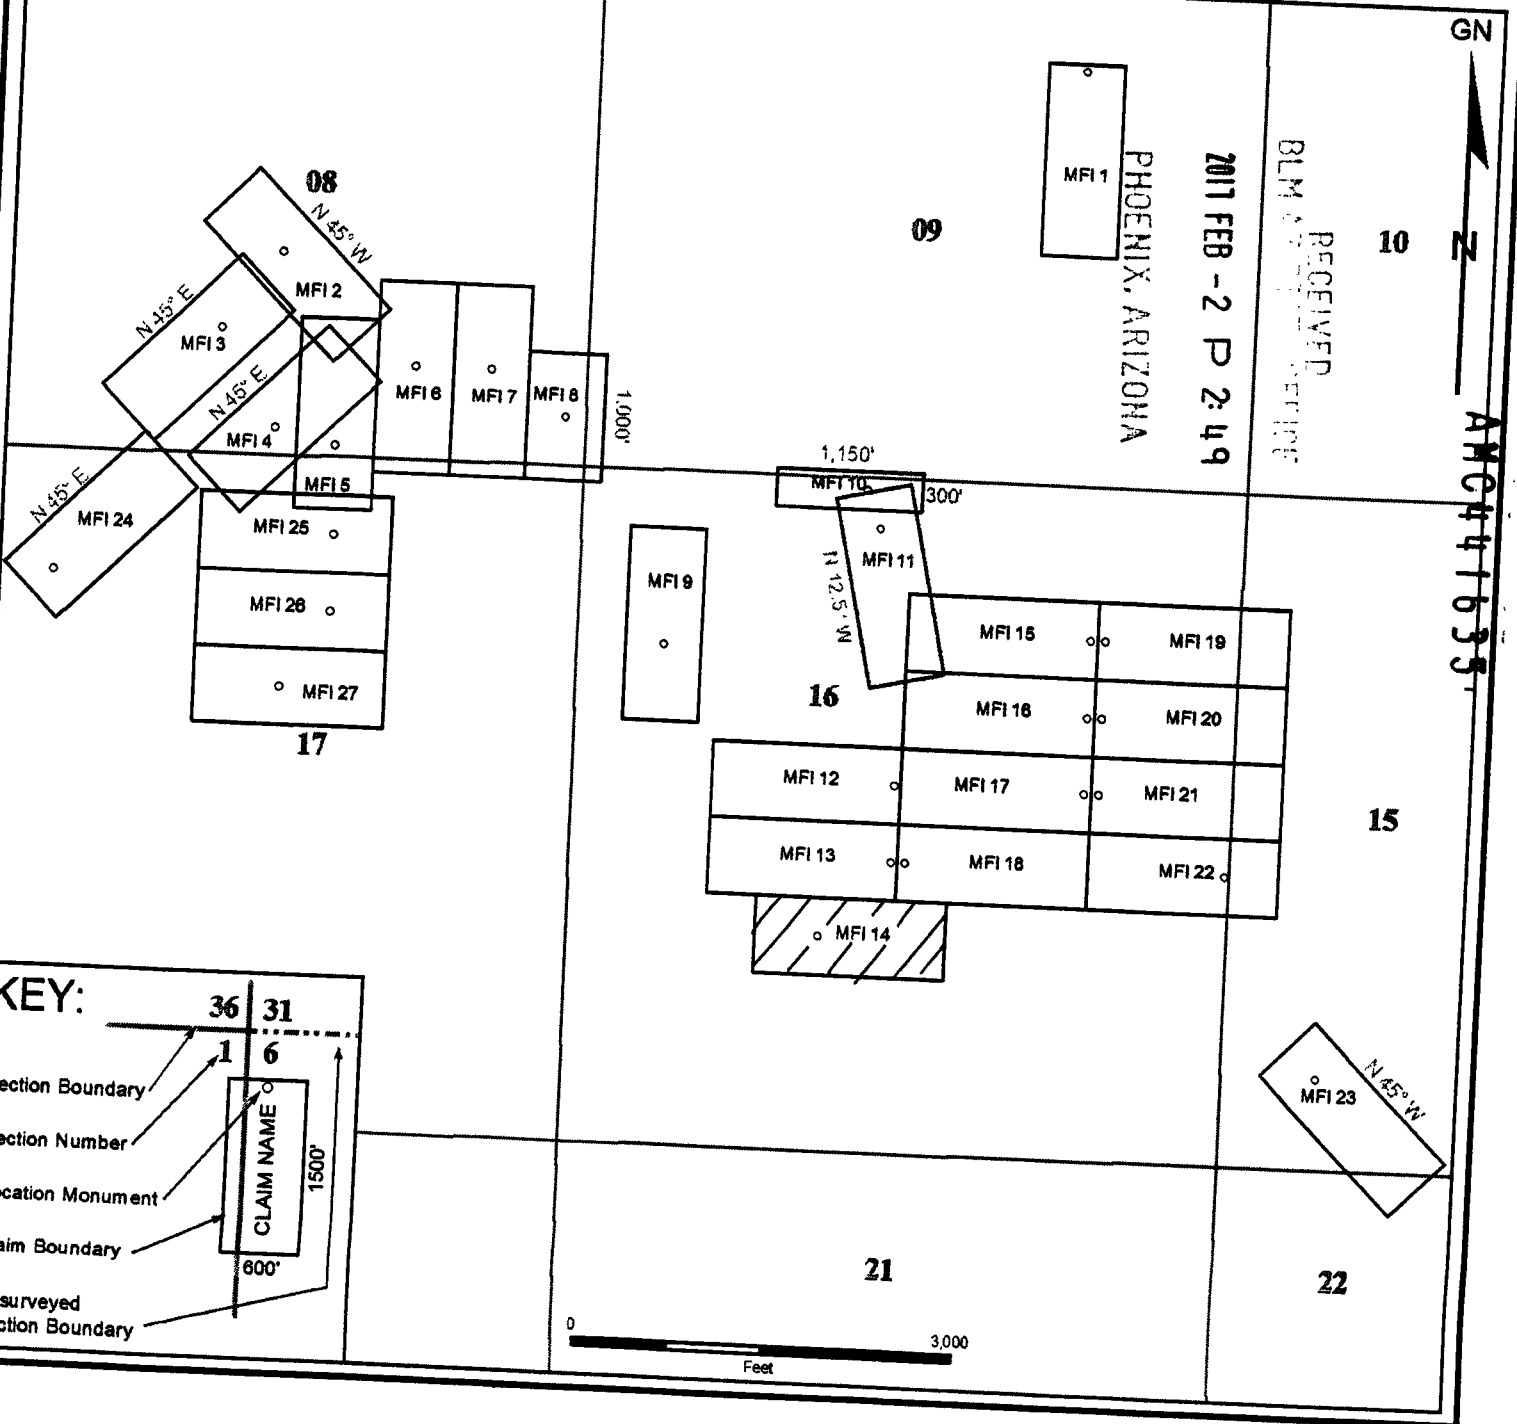 GN
N
08
09
10
N 45° W
MFI 1
MFI 2
N 45° E
MFI 3
N 45° E
MFI 4
MFI 5
MFI 6
MFI 7
MFI 8
1,000'
PHOENIX, ARIZONA
2017 FEB -2 P 2:49
BLM
RECEIVED
AMC441635
1,150'
MFI 10
300'
N 45° E
MFI 24
MFI 25
MFI 26
MFI 27
17
MFI 9
MFI 11
N 12.5° W
MFI 15
MFI 19
16
MFI 16
MFI 20
MFI 12
MFI 17
MFI 21
15
MFI 13
MFI 18
MFI 22
MFI 14
MFI 23
N 45° W
21
22
KEY:
36 31
1 6
ection Boundary
ection Number
ocation Monument
aim Boundary
surveyed
ction Boundary
CLAIM NAME
1500'
600'
0
3,000
Feet